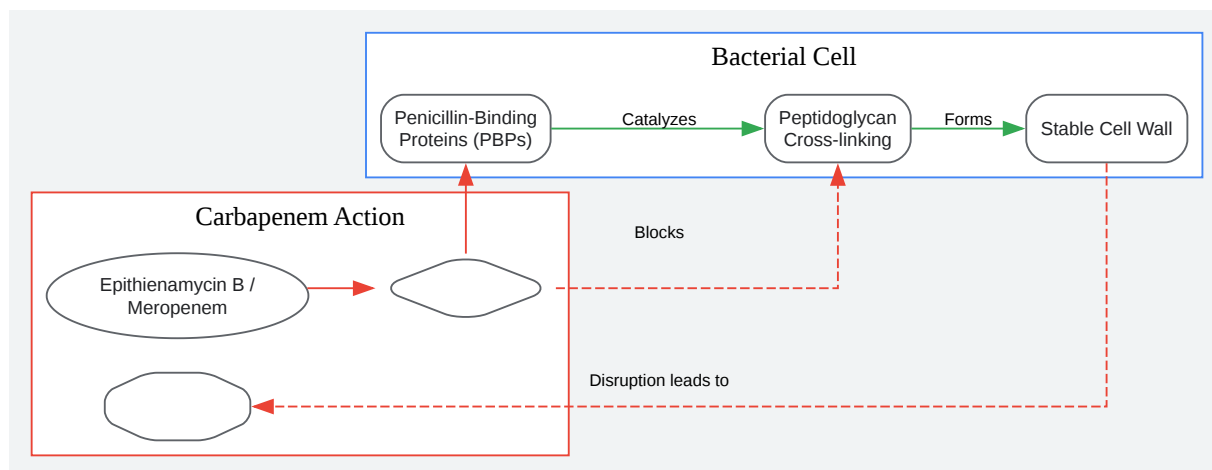 Bacterial Cell
Penicillin-Binding
Proteins (PBPs)
Catalyzes
Peptidoglycan
Cross-linking
Forms
Stable Cell Wall
Carbapenem Action
Blocks
Epithienamycin B /
Meropenem
Disruption leads to